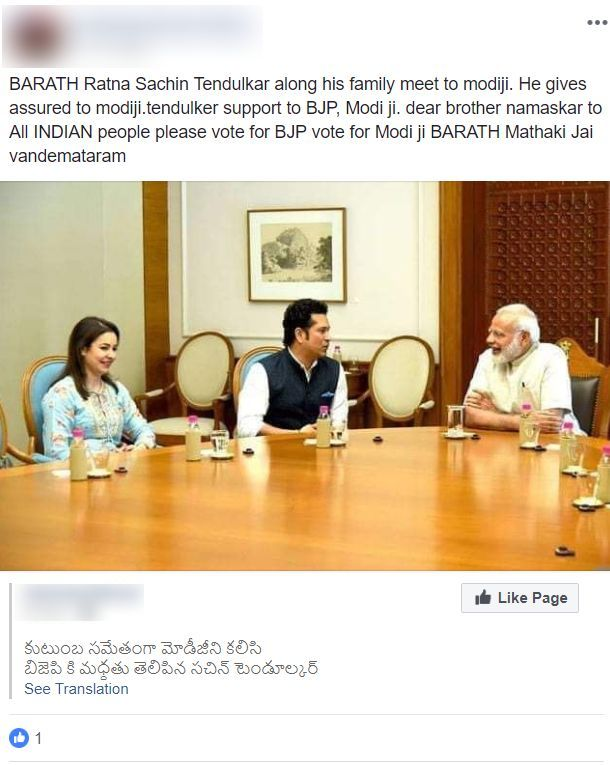 BARATH Ratna Sachin Tendulkar along his family meet to modiji. He gives
assured to modiji.tendulker support to BJP, Modi ji. dear brother namaskar to
All INDIAN people please vote for BJP vote for Modi ji BARATH Mathaki Jai
vandemataram
Like Page
కుటుంబ సమేతంగా మోడీజీని కలిసి
బిజెపి కి మద్దతు తెలిపిన సచిన్ టెండూల్కర్
See Translation
1